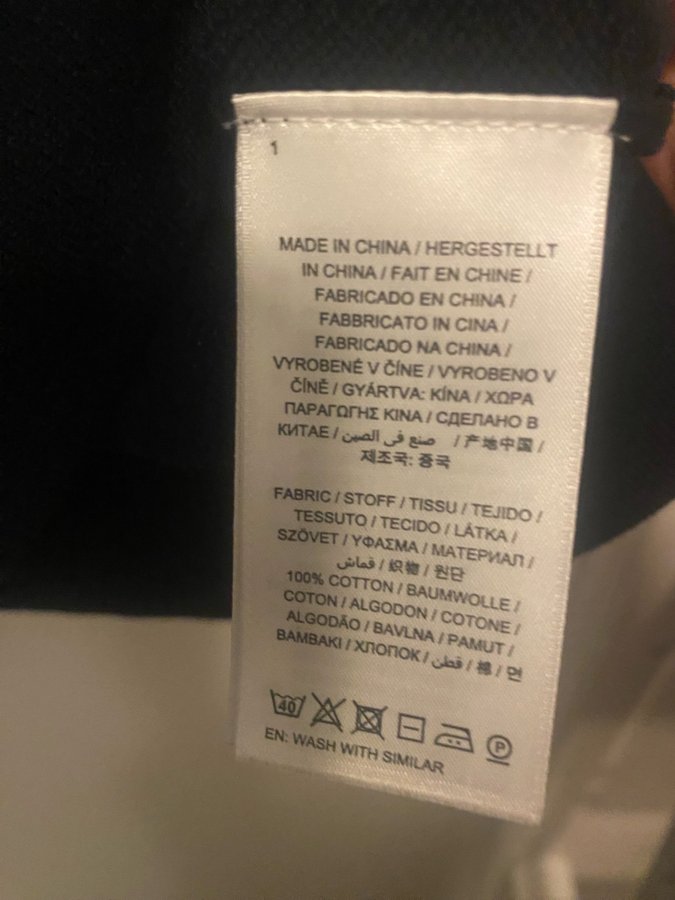 1
MADE IN CHINA / HERGESTELLT
IN CHINA / FAIT EN CHINE /
FABRICADO EN CHINA /
FABBRICATO IN CINA /
FABRICADO NA CHINA /
VYROBENÉ V ČÍNE / VYROBENO V
ČÍNĚ / GYÁRTVA: KÍNA / ΧΩΡΑ
ΠΑΡΑΓΩΓΗΣ ΚΙΝΑ / СДЕЛАНО В
КИТАЕ / صنع في الصين / 产地中国 /
제조국: 중국
FABRIC / STOFF / TISSU / TEJIDO /
TESSUTO / TECIDO / LÁTKA /
SZÖVET / ΥΦΑΣΜΑ / МАТЕРИАЛ /
قماش / 织物 / 원단
100% COTTON / BAUMWOLLE /
COTON / ALGODON / COTONE /
ALGODÃO / BAVLNA / PAMUT /
ΒΑΜΒΑΚΙ / ХЛОПОК / قطن / 棉 / 면
40 P
EN: WASH WITH SIMILAR